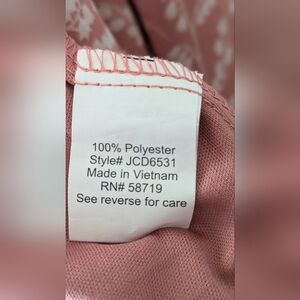 100% Polyester
Style# JCD6531
Made in Vietnam
RN# 58719
See reverse for care